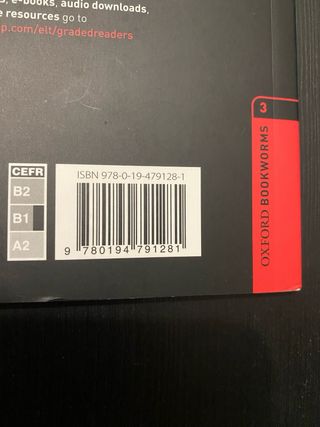 e-books, audio downloads,
resources go to
p.com/elt/gradedreaders
3
OXFORD BOOKWORMS
CEFR
B2
B1
A2
ISBN 978-0-19-479128-1
9 780194 791281